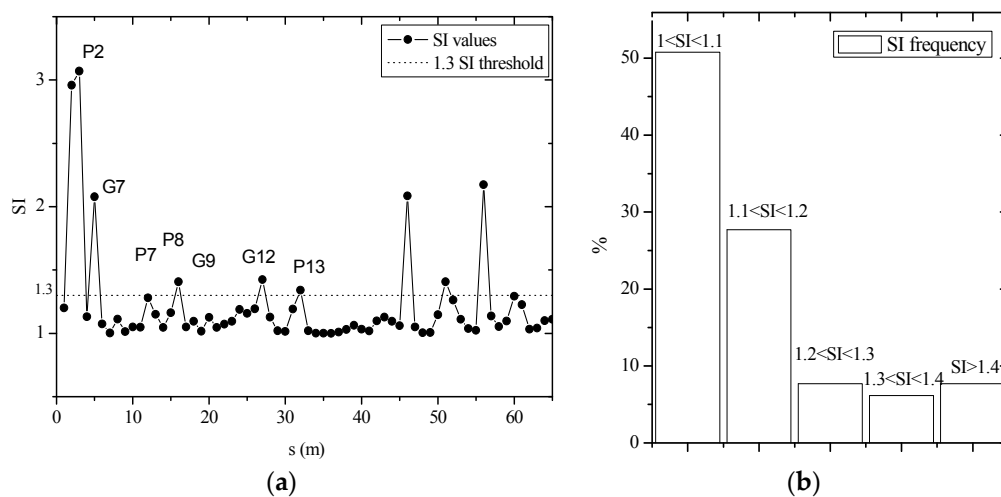 P2
SI values
1.3 SI threshold
3
G7
2
SI
P7
P8
G9
G12
P13
1.3
1
0
10
20
30
40
50
60
s (m)
(a)
1<SI<1.1
SI frequency
50
40
30
1.1<SI<1.2
%
20
10
1.2<SI<1.3
1.3<SI<1.4
SI>1.4
0
(b)